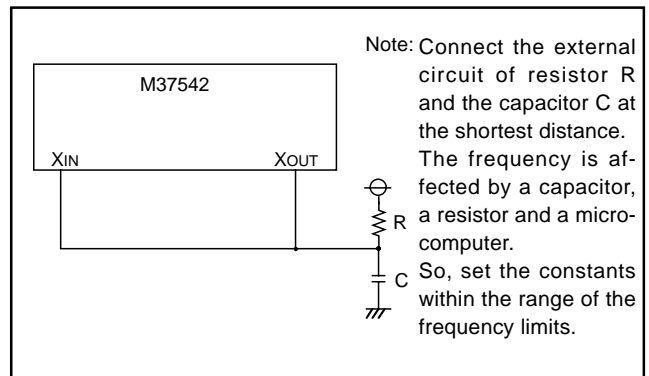 M37542
XIN
XOUT
R
C
Note: Connect the external
circuit of resistor R
and the capacitor C at
the shortest distance.
The frequency is af-
fected by a capacitor,
a resistor and a micro-
computer.
So, set the constants
within the range of the
frequency limits.